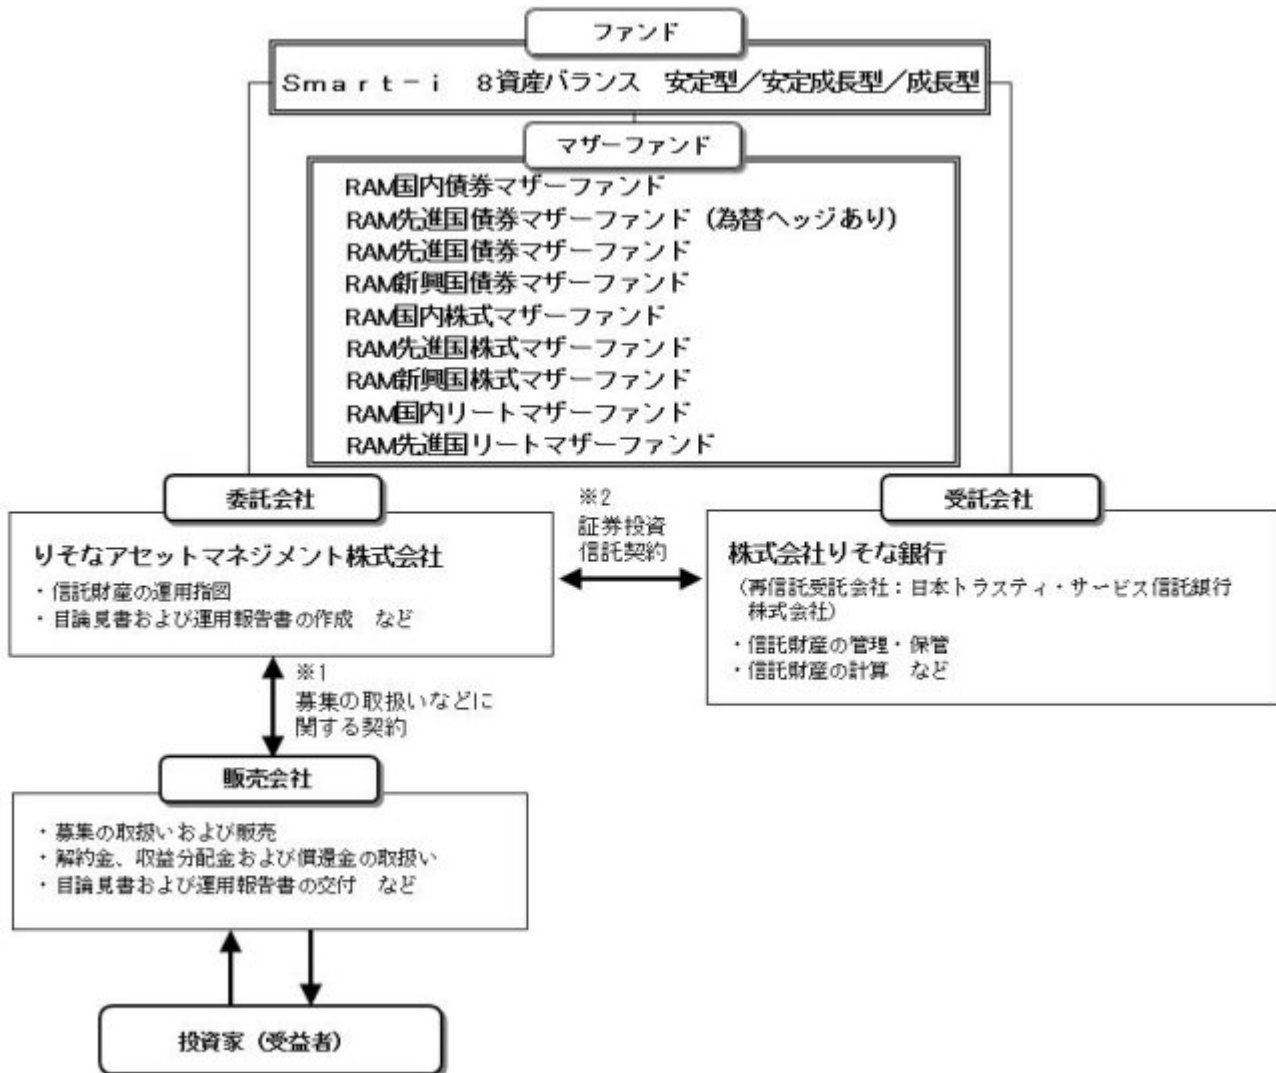 ファンド
Smart-i 8資産バランス 安定型/安定成長型/成長型
マザーファンド
RAM国内債券マザーファンド
RAM先進国債券マザーファンド(為替ヘッジあり)
RAM先進国債券マザーファンド
RAM新興国債券マザーファンド
RAM国内株式マザーファンド
RAM先進国株式マザーファンド
RAM新興国株式マザーファンド
RAM国内リートマザーファンド
RAM先進国リートマザーファンド
委託会社
りそなアセットマネジメント株式会社
・信託財産の運用指図
・目論見書および運用報告書の作成 など
※2
証券投資
信託契約
受託会社
株式会社りそな銀行
(再信託受託会社:日本トラスティ・サービス信託銀行
株式会社)
・信託財産の管理・保管
・信託財産の計算 など
※1
募集の取扱いなどに
関する契約
販売会社
・募集の取扱いおよび販売
・解約金、収益分配金および償還金の取扱い
・目論見書および運用報告書の交付 など
投資家(受益者)